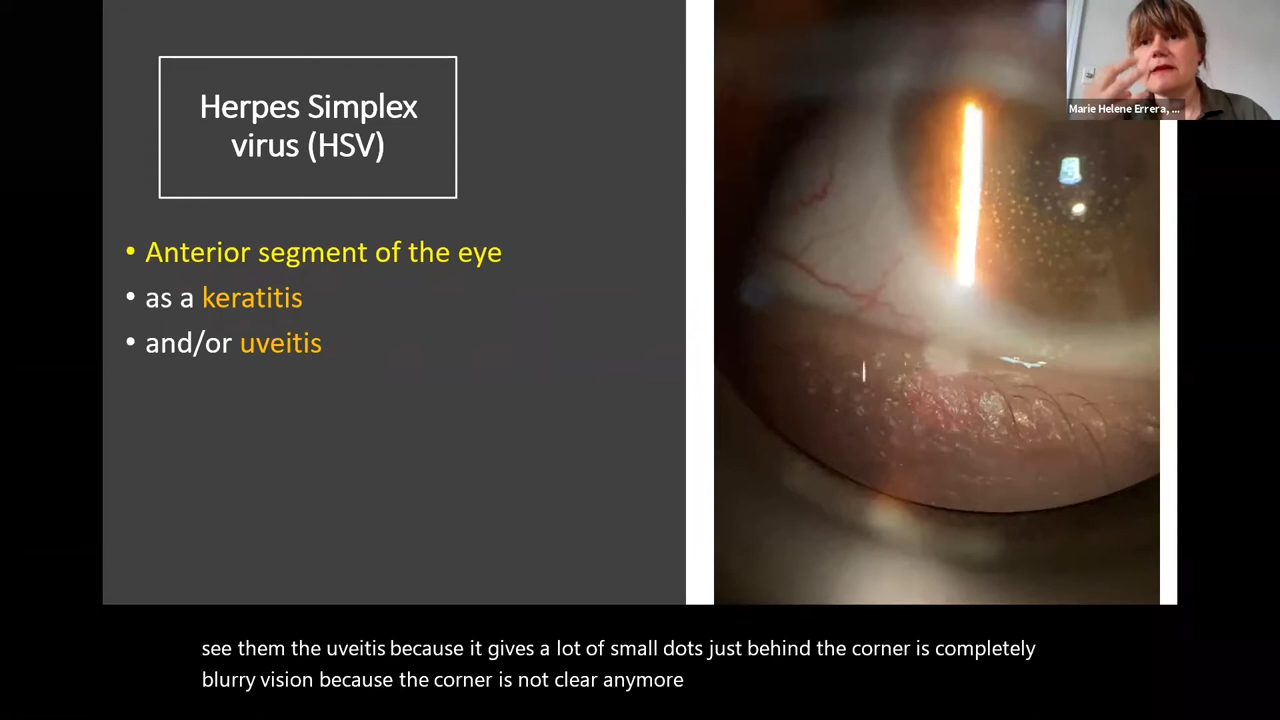 Herpes Simplex
virus (HSV)
• Anterior segment of the eye
• as a keratitis
• and/or uveitis
Marie Helene Errera, ...
see them the uveitis because it gives a lot of small dots just behind the corner is completely
blurry vision because the corner is not clear anymore